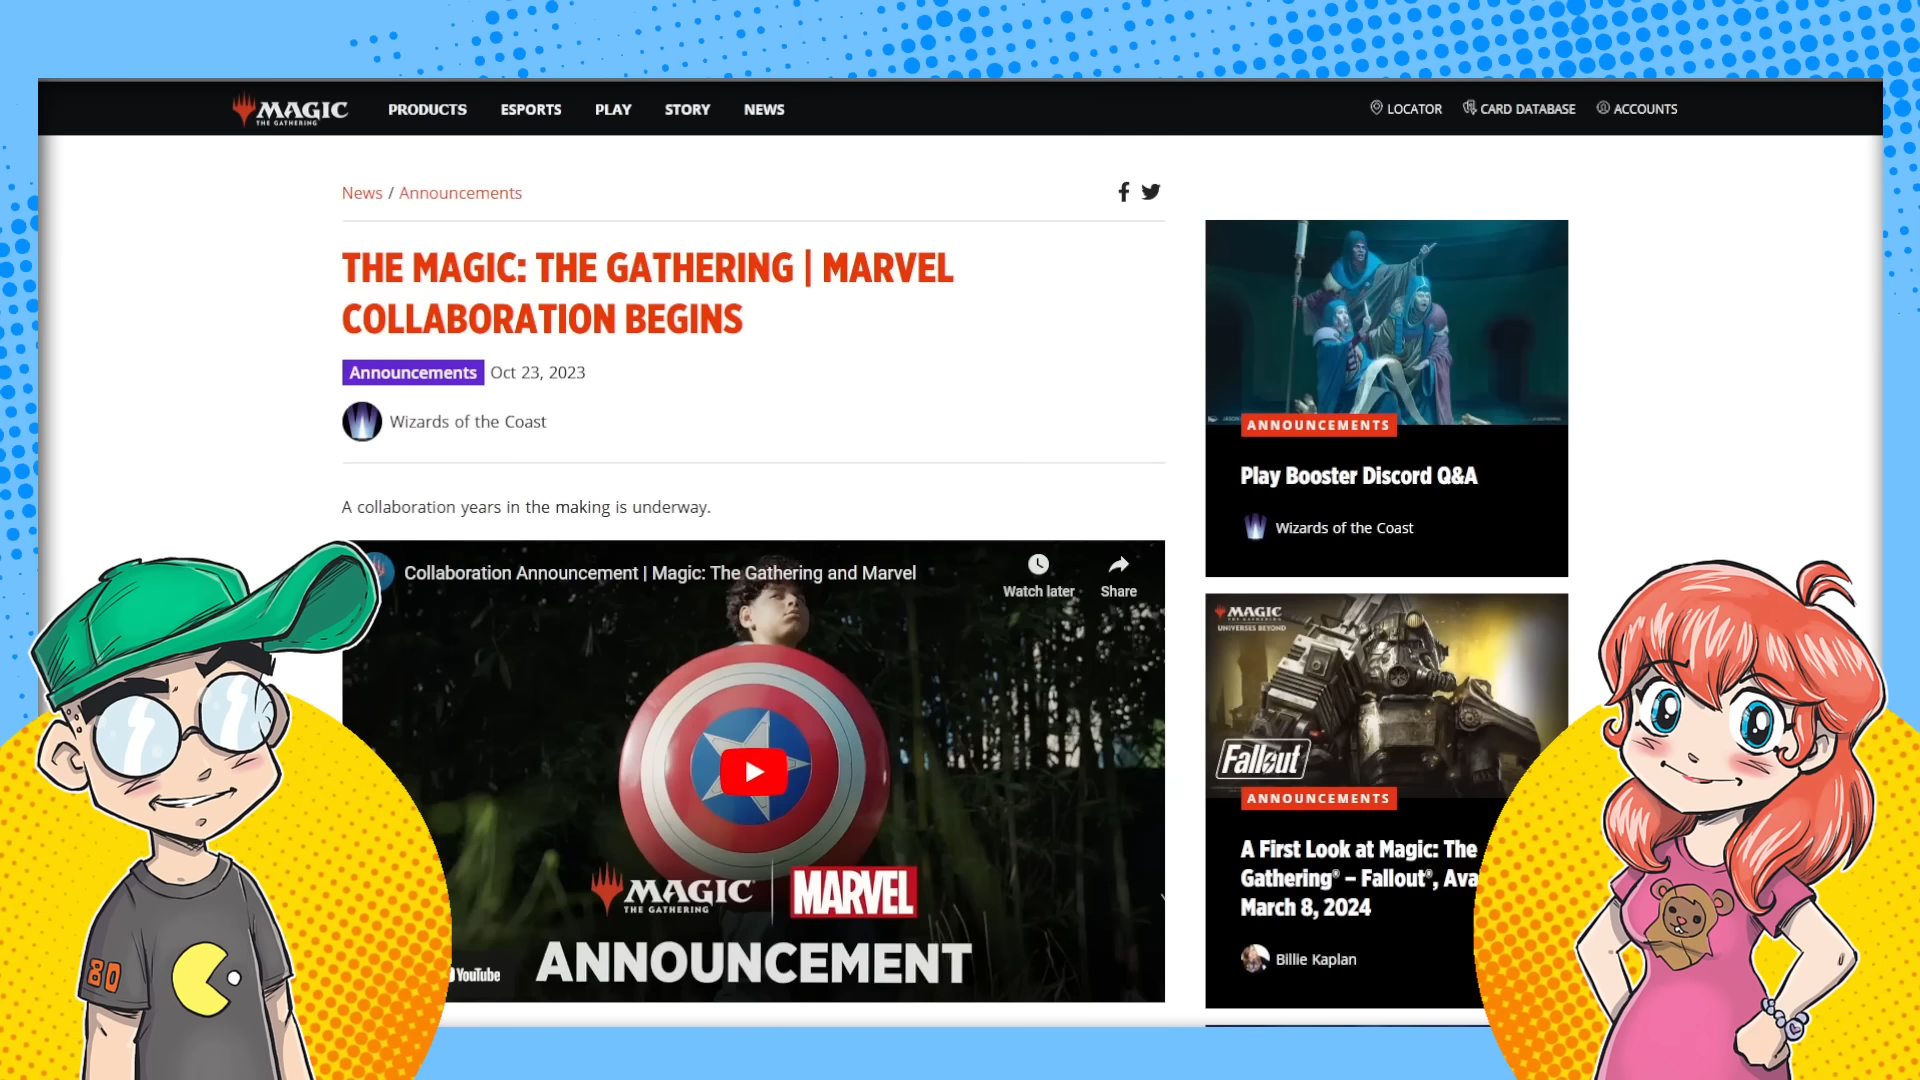 MAGIC
THE GATHERING
PRODUCTS
ESPORTS
PLAY
STORY
NEWS
LOCATOR
CARD DATABASE
ACCOUNTS
News / Announcements
THE MAGIC: THE GATHERING | MARVEL
COLLABORATION BEGINS
Announcements Oct 23, 2023
Wizards of the Coast
A collaboration years in the making is underway.
Collaboration Announcement | Magic: The Gathering and Marvel
Watch later
Share
MAGIC
THE GATHERING
MARVEL
ANNOUNCEMENT
YouTube
ANNOUNCEMENTS
Play Booster Discord Q&A
Wizards of the Coast
MAGIC
THE GATHERING
UNIVERSES BEYOND
Fallout
ANNOUNCEMENTS
A First Look at Magic: The
Gathering® – Fallout®, Ava
March 8, 2024
Billie Kaplan
80